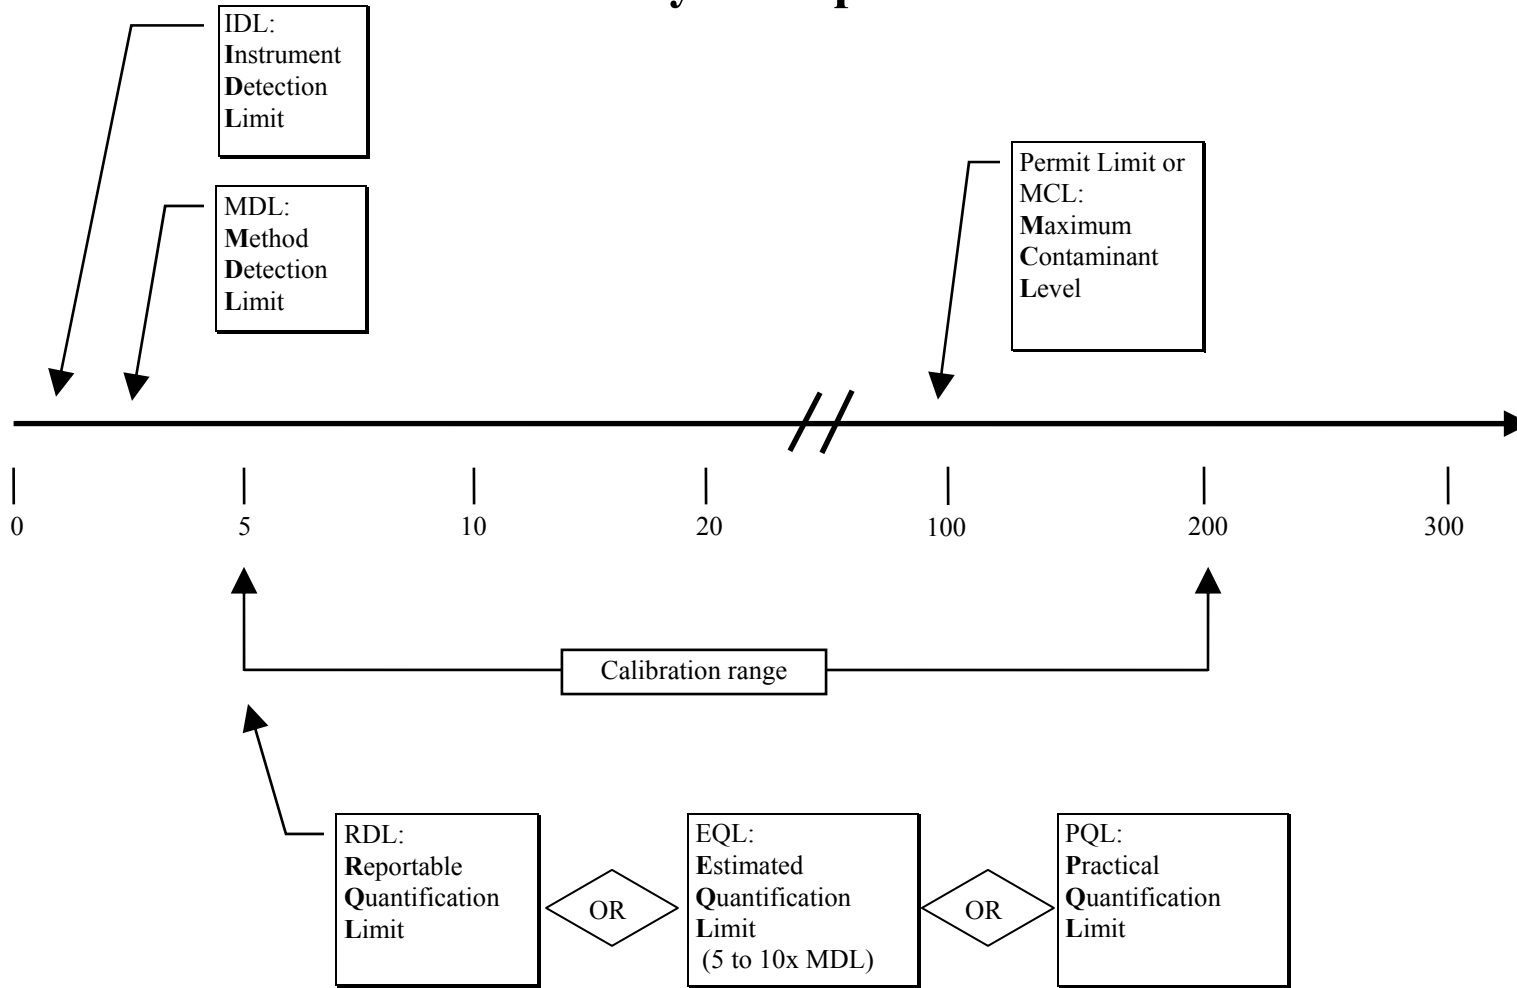 IDL:
Instrument
Detection
Limit
MDL:
Method
Detection
Limit
Permit Limit or
MCL:
Maximum
Contaminant
Level
0
5
10
20
100
200
300
Calibration range
RDL:
Reportable
Quantification
Limit
OR
EQL:
Estimated
Quantification
Limit
(5 to 10x MDL)
OR
PQL:
Practical
Quantification
Limit